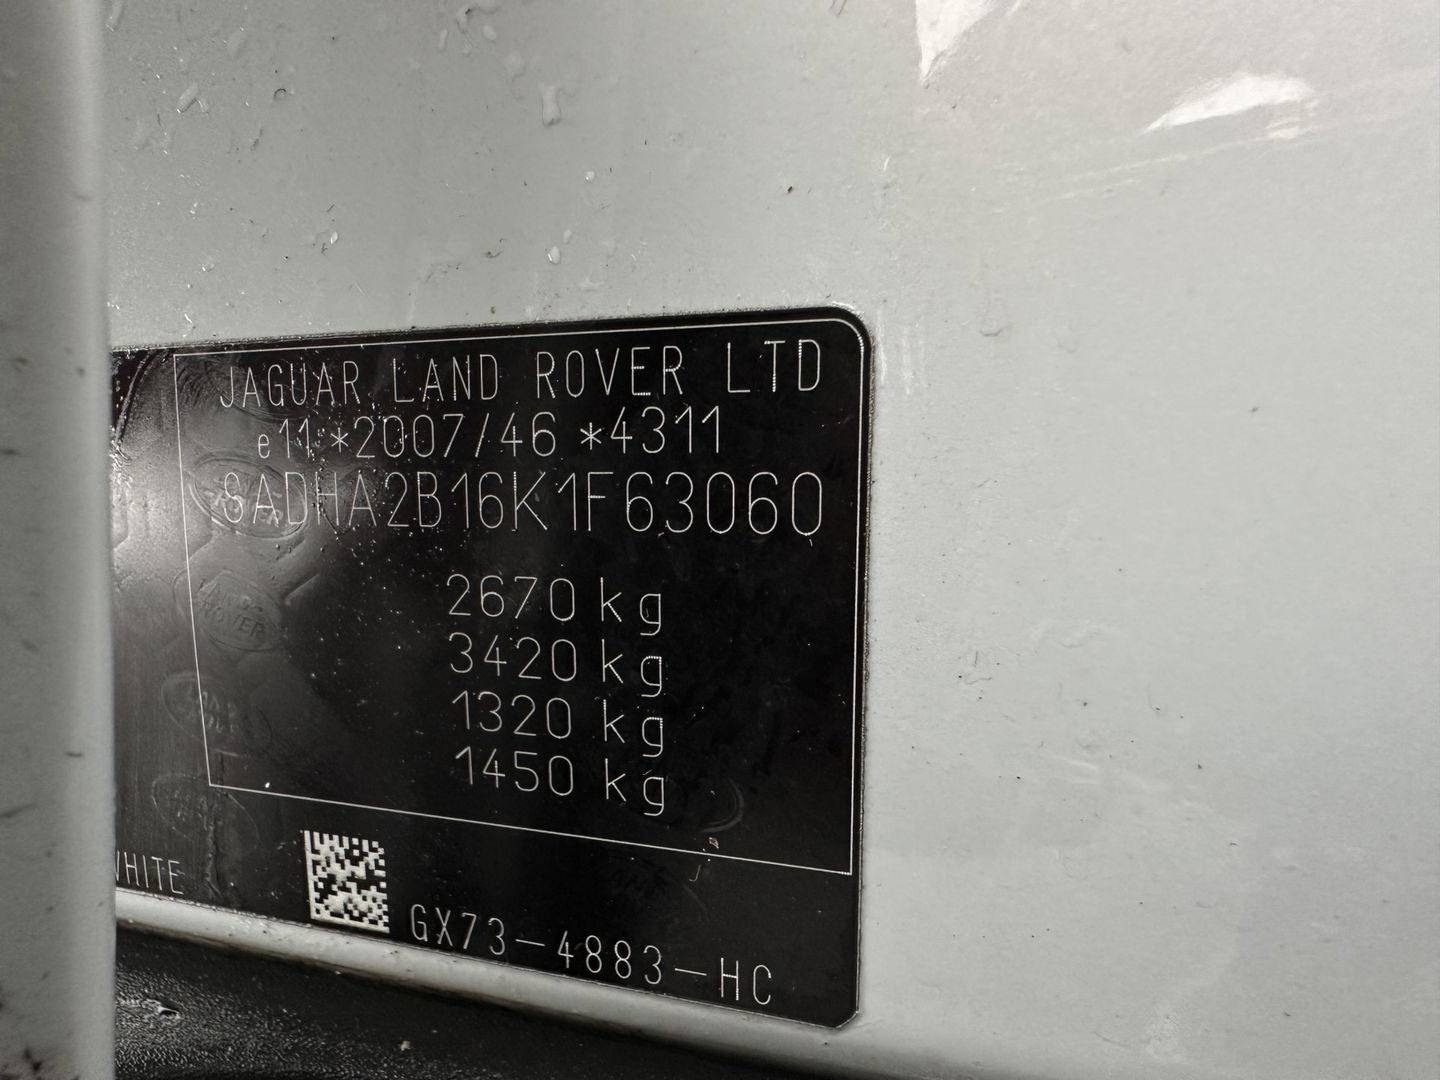 JAGUAR LAND ROVER LTD
e11*2007/46*4311
SADHA2B16K1F63060
2670 kg
3420 kg
1320 kg
1450 kg
WHITE
GX73-4883-HC